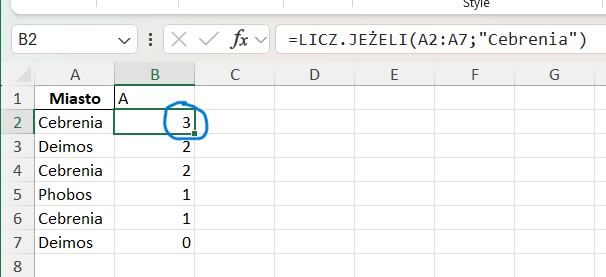 Style
B2 fx =LICZ.JEŻELI(A2:A7;"Cebrenia")
A B C D E F G
1 Miasto A
2 Cebrenia 3
3 Deimos 2
4 Cebrenia 2
5 Phobos 1
6 Cebrenia 1
7 Deimos 0
8